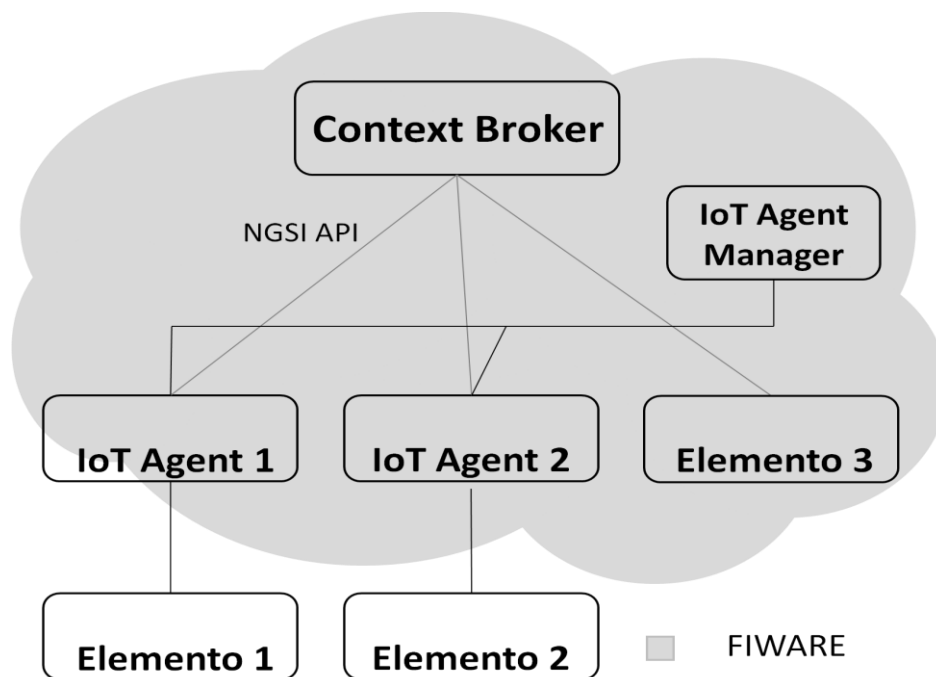 Context Broker
IoT Agent
Manager
NGSI API
IoT Agent 1
IoT Agent 2
Elemento 3
Elemento 1
Elemento 2
FIWARE